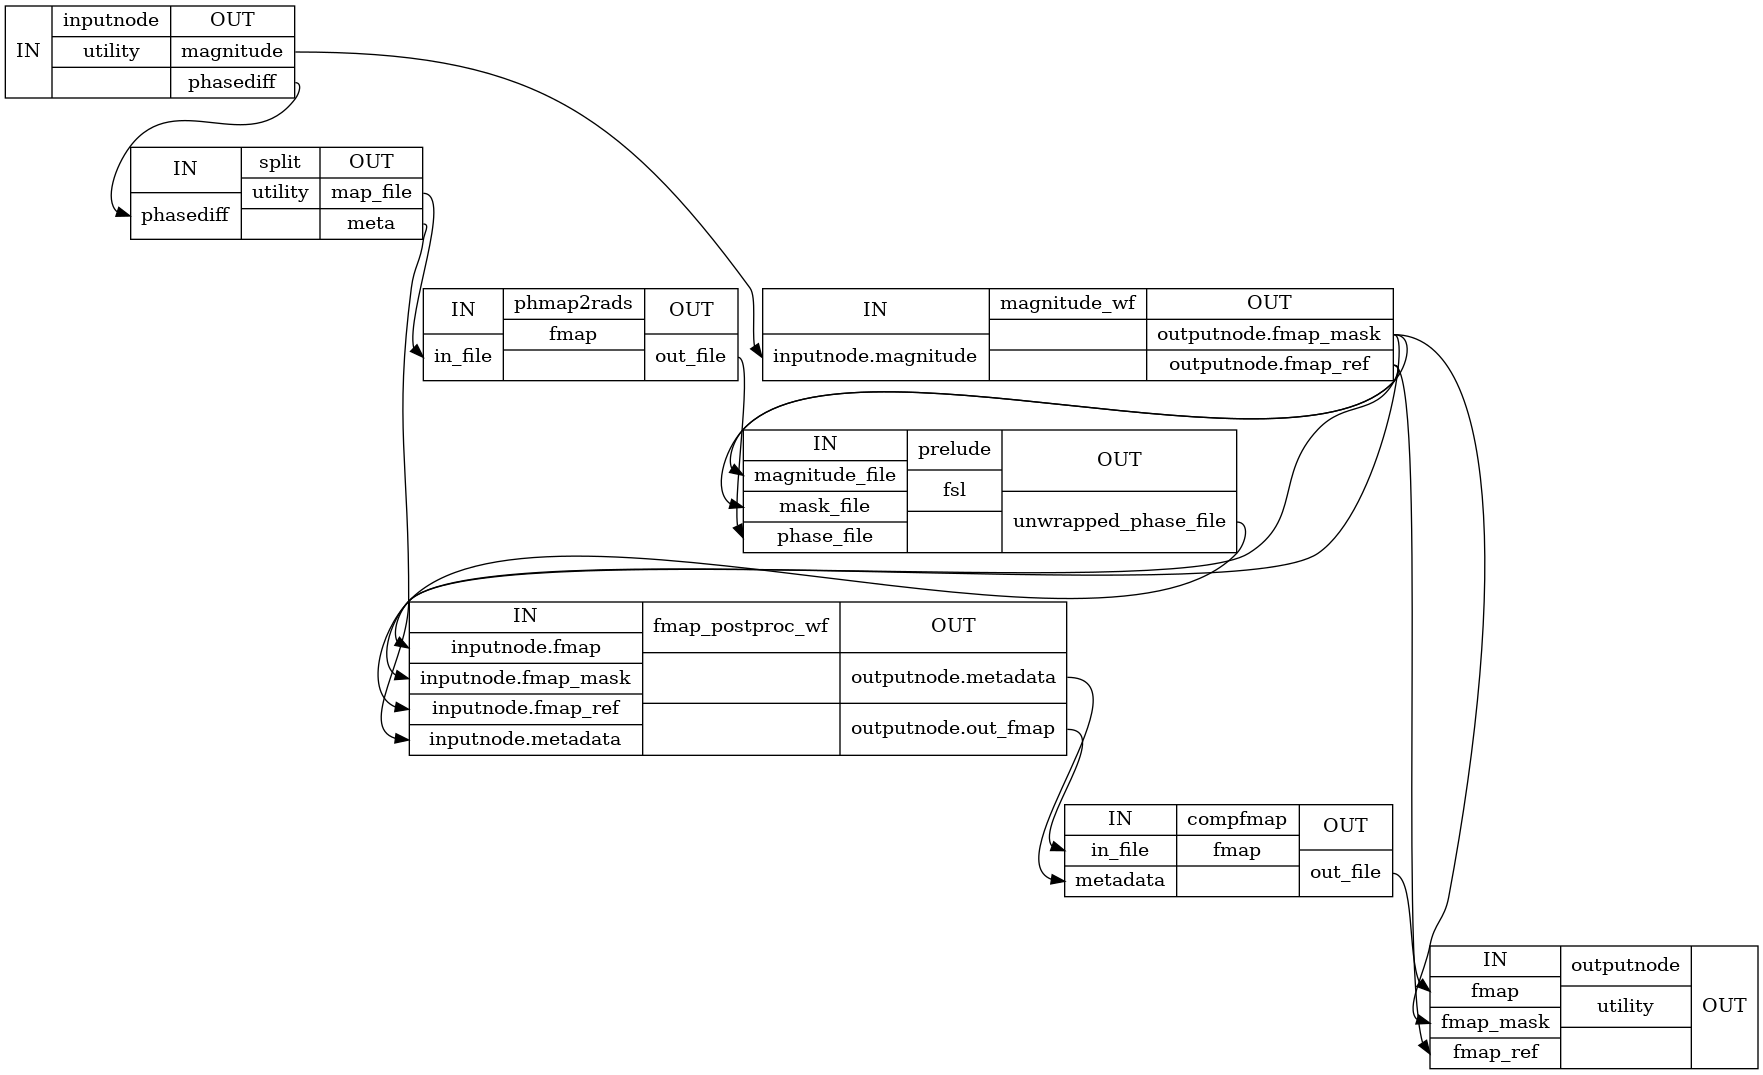 IN inputnode OUT
utility magnitude
phasediff
IN split OUT
utility map_file
phasediff meta
IN phmap2rads OUT
fmap
in_file out_file
IN magnitude_wf OUT
outputnode.fmap_mask
inputnode.magnitude outputnode.fmap_ref
IN prelude OUT
magnitude_file fsl
mask_file unwrapped_phase_file
phase_file
IN fmap_postproc_wf OUT
inputnode.fmap
inputnode.fmap_mask outputnode.metadata
inputnode.fmap_ref outputnode.out_fmap
inputnode.metadata
IN compfmap OUT
in_file fmap out_file
metadata
IN outputnode OUT
fmap utility
fmap_mask
fmap_ref